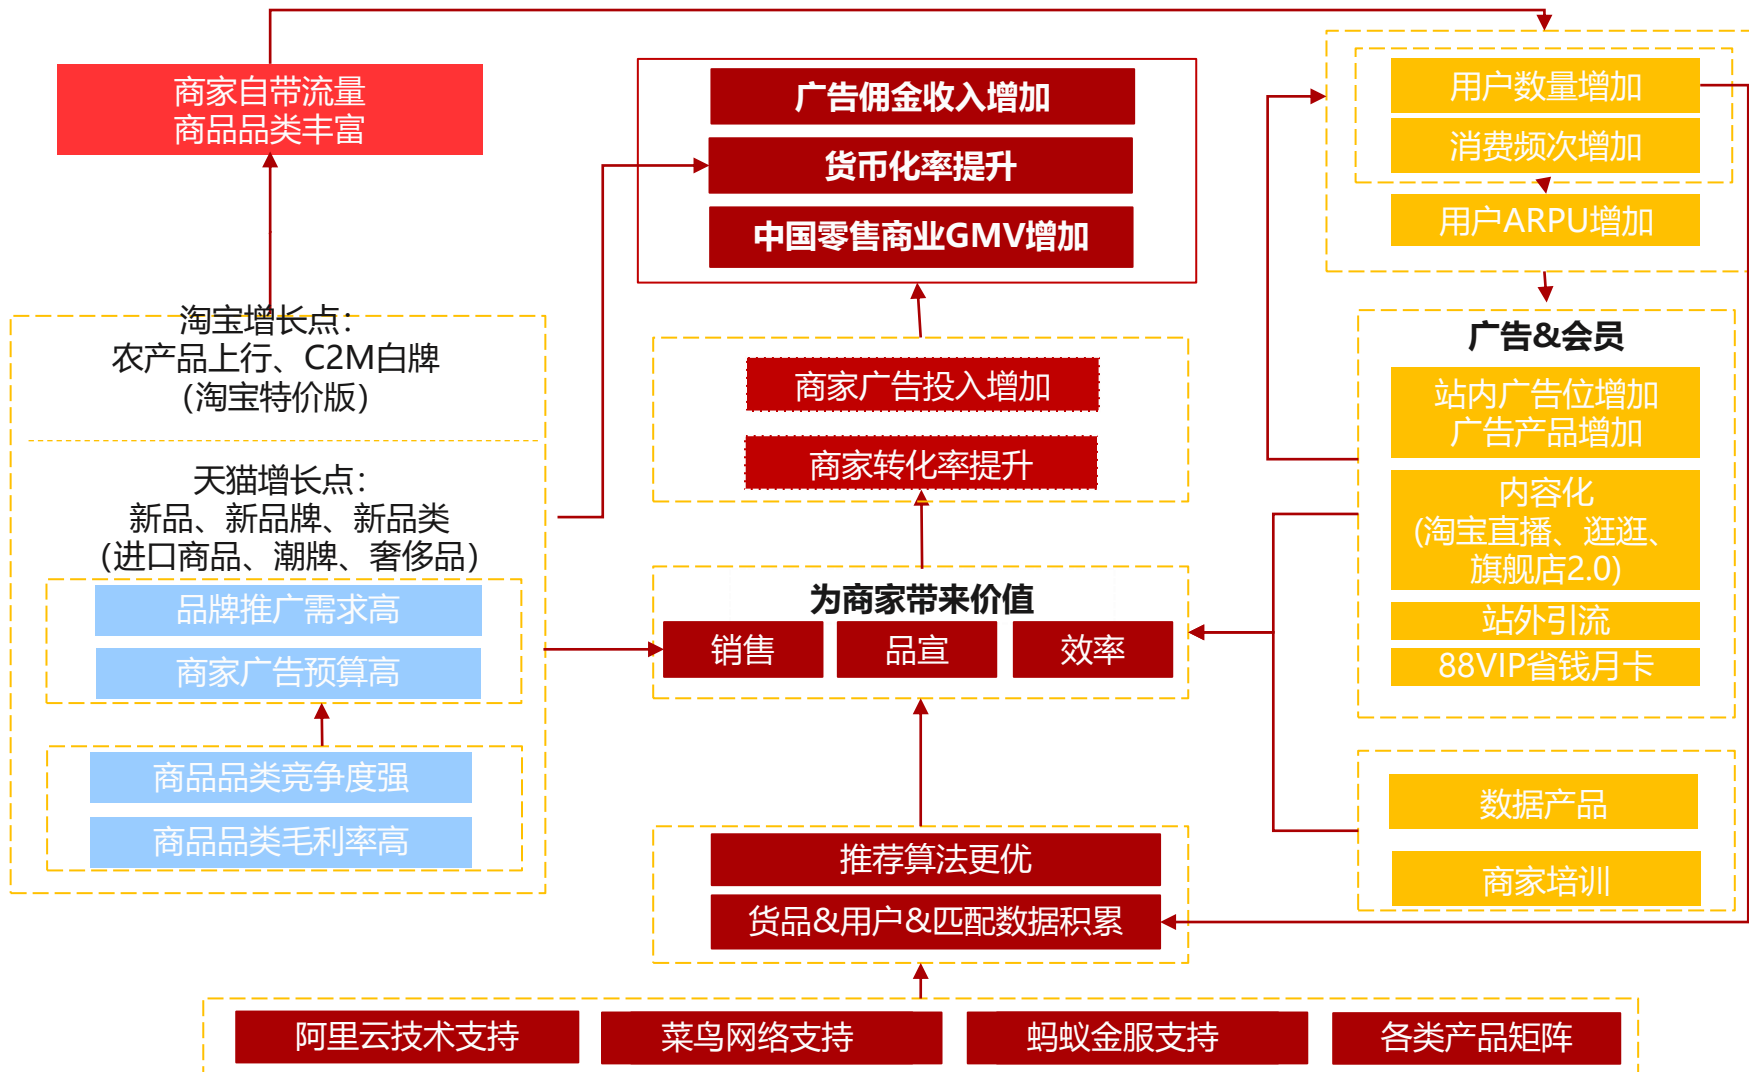 商家自带流量
商品品类丰富
淘宝增长点：
农产品上行、C2M白牌
（淘宝特价版）
天猫增长点：
新品、新品牌、新品类
（进口商品、潮牌、奢侈品）
品牌推广需求高
商家广告预算高
商品品类竞争度强
商品品类毛利率高
广告佣金收入增加
货币化率提升
中国零售商业GMV增加
商家广告投入增加
商家转化率提升
为商家带来价值
销售
品宣
效率
推荐算法更优
货品&用户&匹配数据积累
用户数量增加
消费频次增加
用户ARPU增加
广告&会员
站内广告位增加
广告产品增加
内容化
(淘宝直播、逛逛、
旗舰店2.0)
站外引流
88VIP省钱月卡
数据产品
商家培训
阿里云技术支持
菜鸟网络支持
蚂蚁金服支持
各类产品矩阵